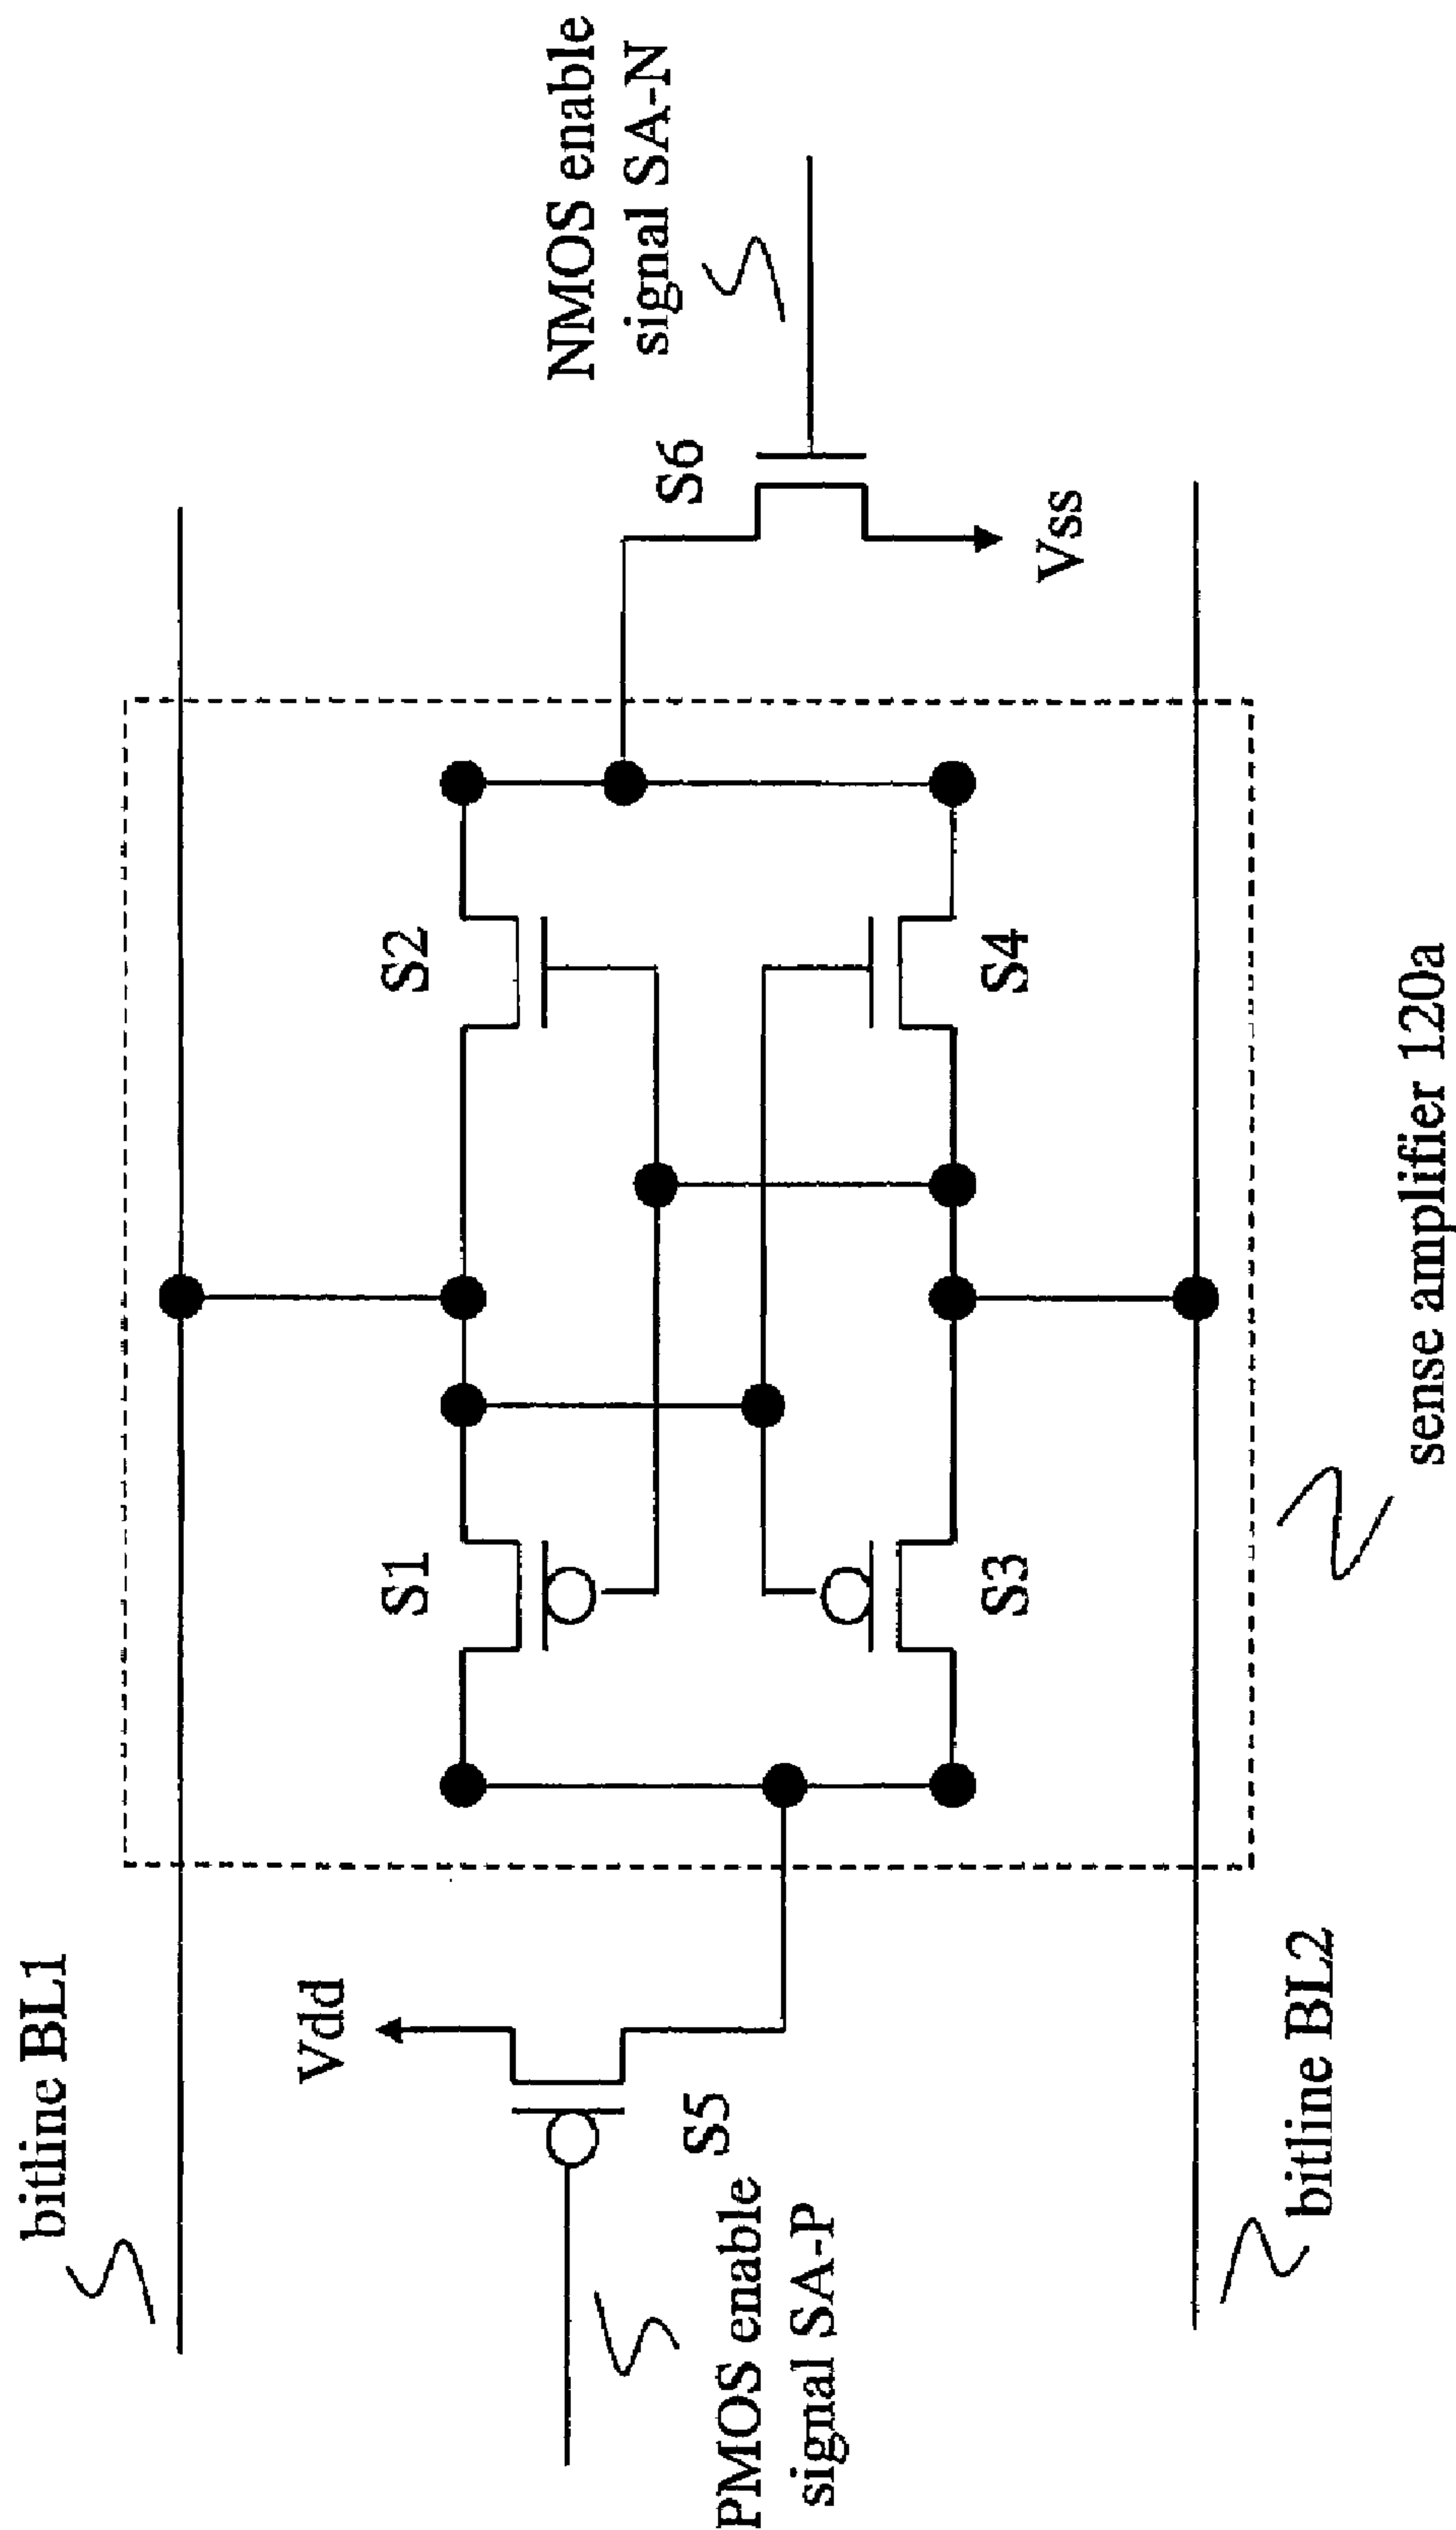 bitline BL1
NMOS enable
signal SA-N
Vdd
S1
S2
S6
S5
Vss
PMOS enable
signal SA-P
S3
S4
bitline BL2
sense amplifier 120a